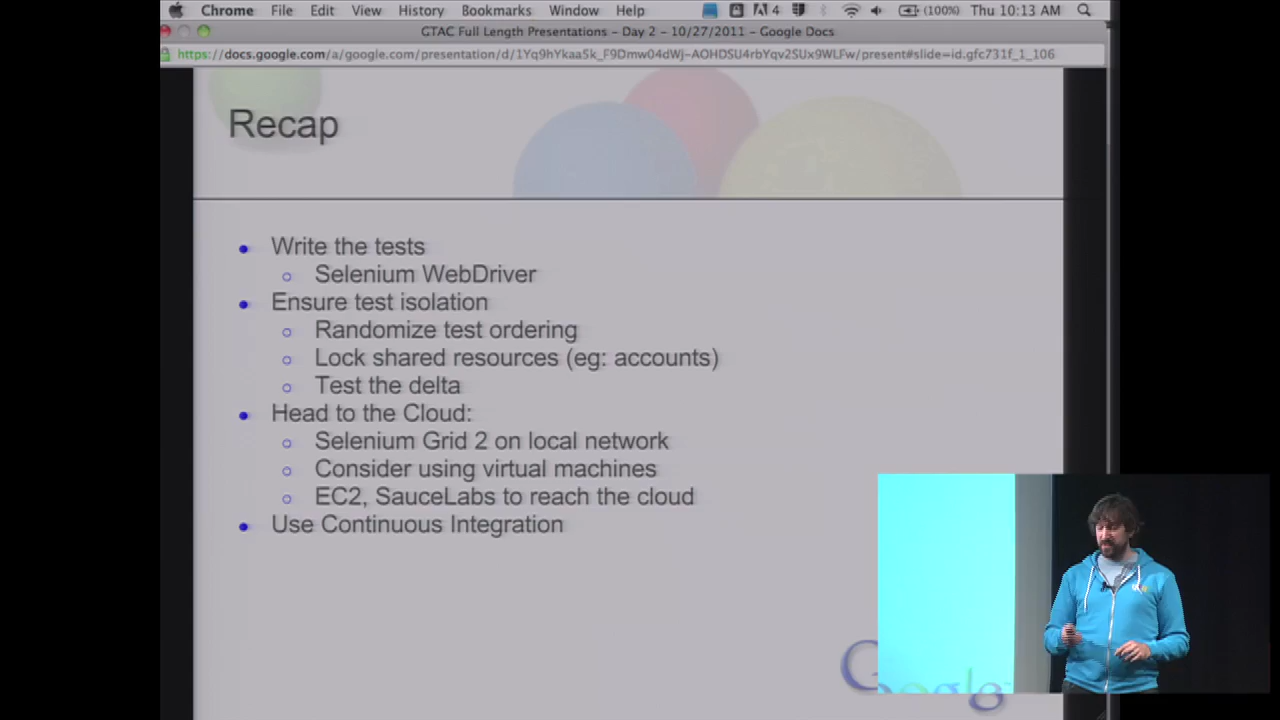 Chrome File Edit View History Bookmarks Window Help 4 (100%) Thu 10:13 AM
GTAC Full Length Presentations - Day 2 - 10/27/2011 - Google Docs
https://docs.google.com/a/google.com/presentation/d/1Yq9hYkaa5k_F9Dmw04dWj-AOHDSU4rbYqv2SUx9WLFw/present#slide=id.gfc731f_1_106
Recap
Write the tests
Selenium WebDriver
Ensure test isolation
Randomize test ordering
Lock shared resources (eg: accounts)
Test the delta
Head to the Cloud:
Selenium Grid 2 on local network
Consider using virtual machines
EC2, SauceLabs to reach the cloud
Use Continuous Integration
Google